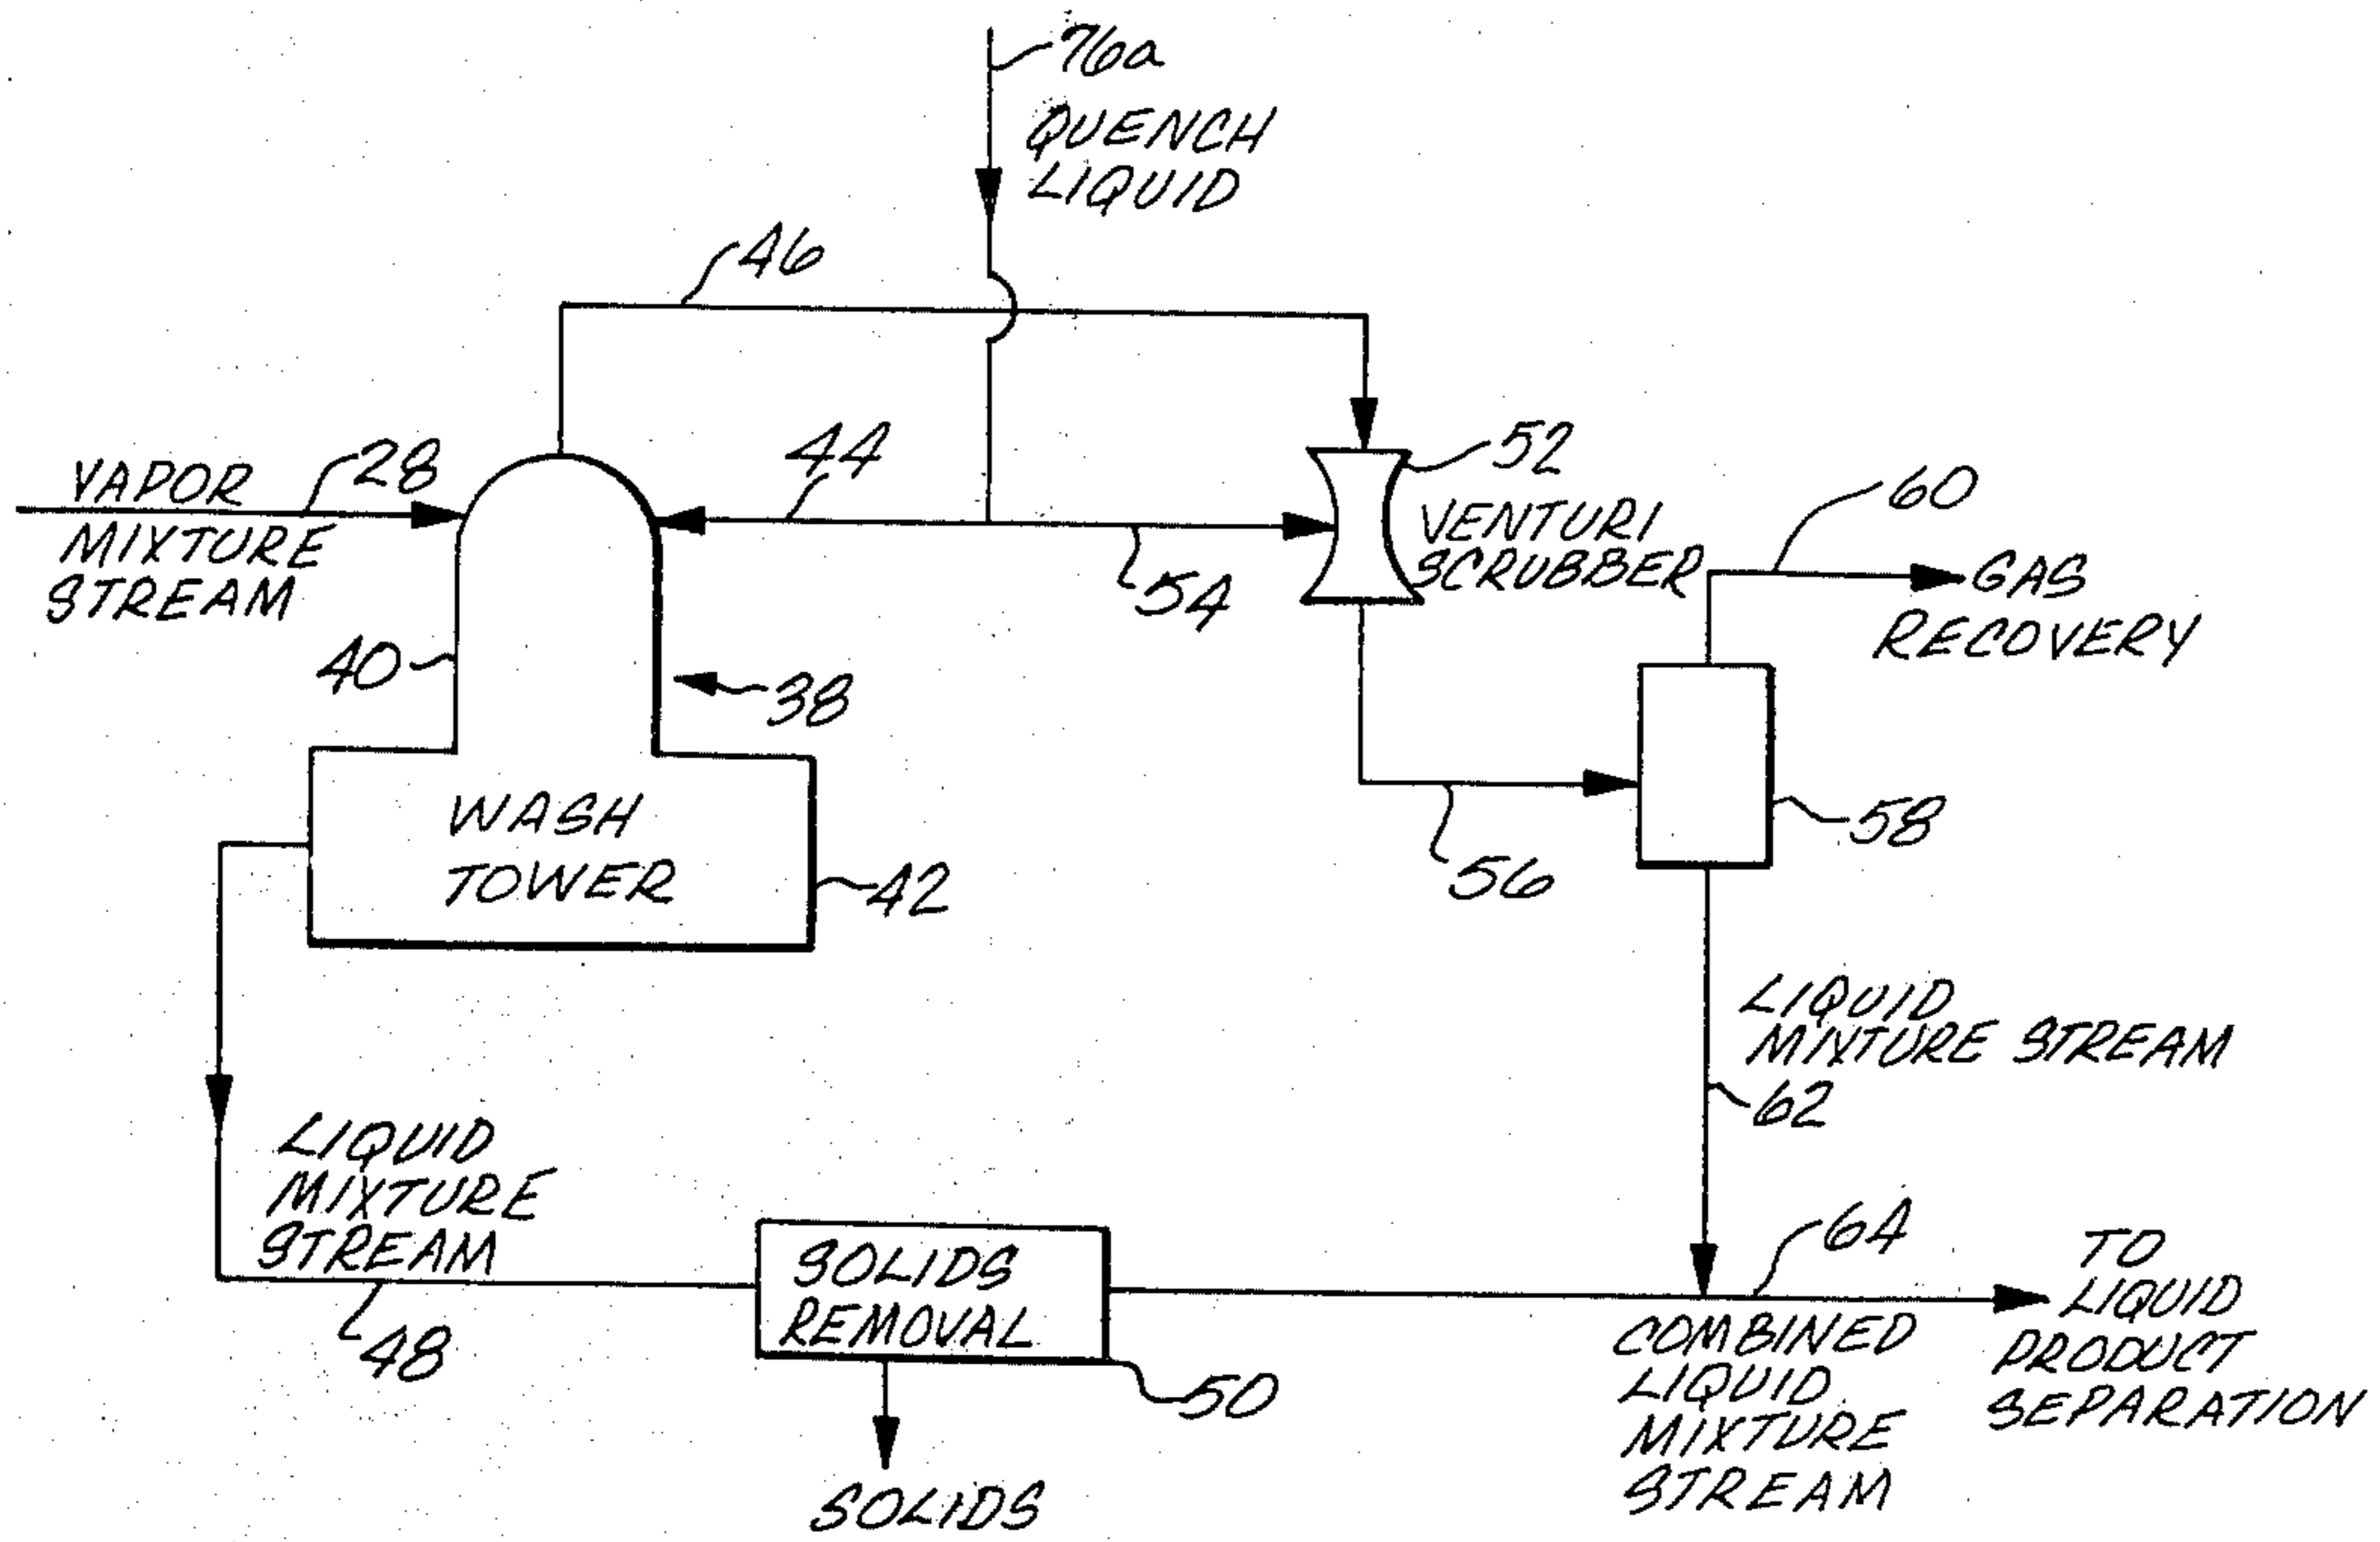 76a
QUENCH
LIQUID
46
44
28
VAPOR
MIXTURE
STREAM
52
VENTURI
SCRUBBER
60
GAS
RECOVERY
54
40
38
WASH
TOWER
42
56
58
LIQUID
MIXTURE STREAM
62
LIQUID
MIXTURE
STREAM
48
SOLIDS
REMOVAL
50
SOLIDS
64
TO
LIQUID
PRODUCT
SEPARATION
COMBINED
LIQUID
MIXTURE
STREAM